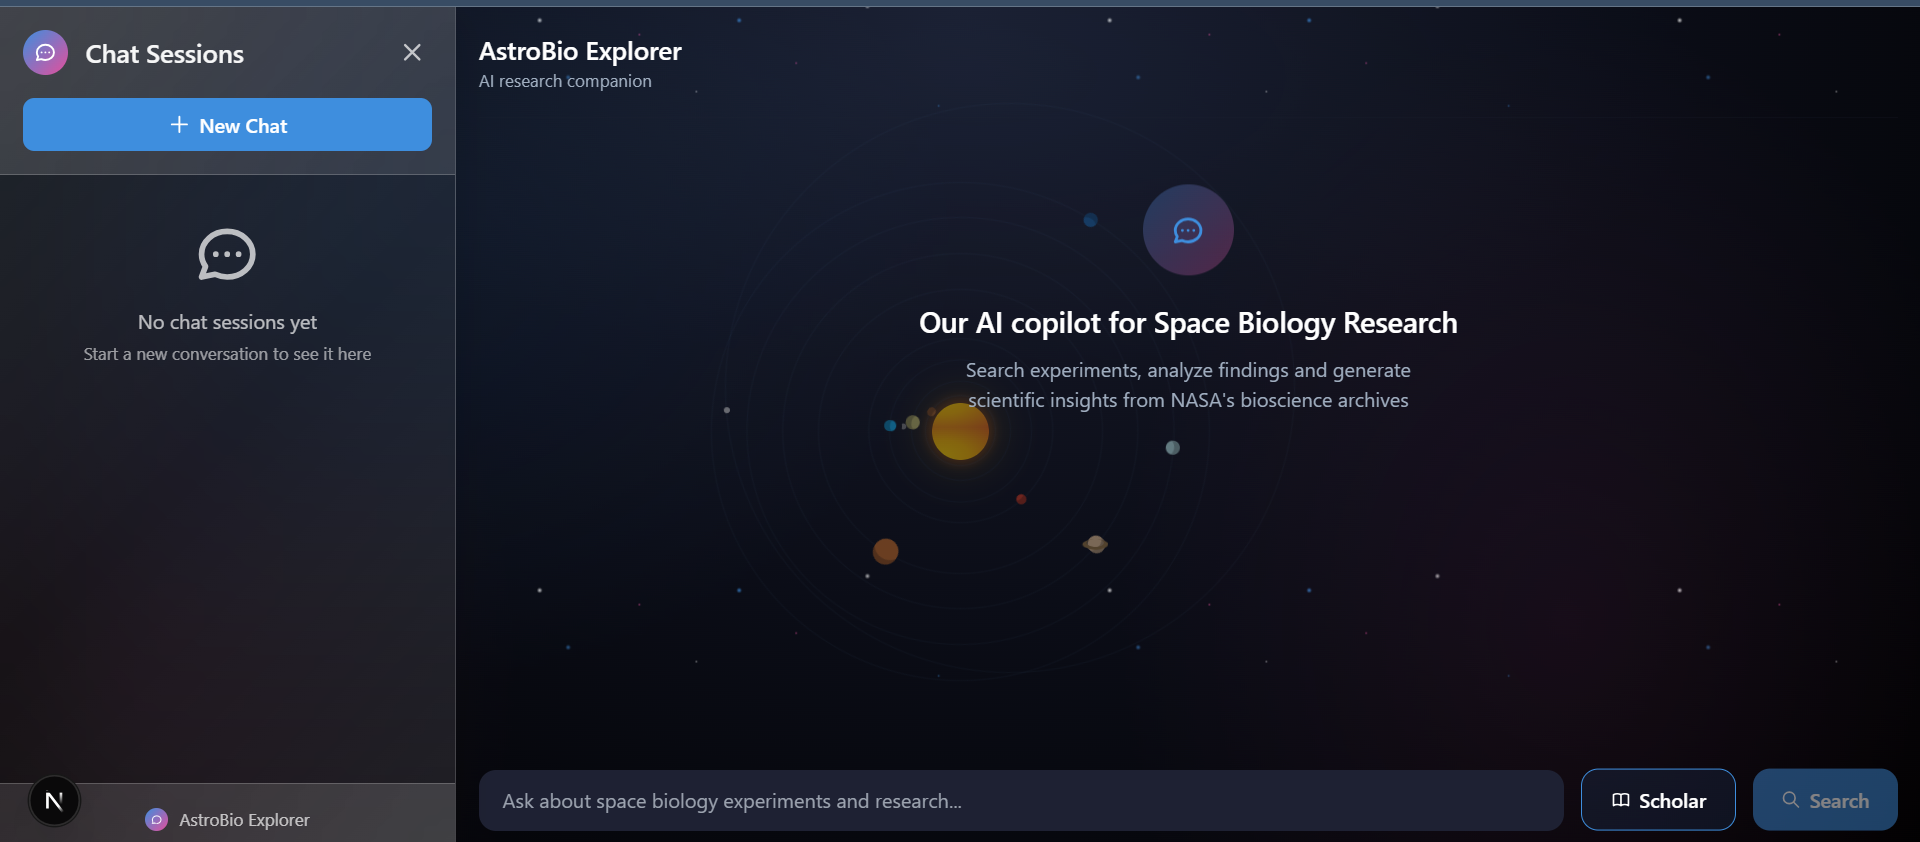 Chat Sessions
+ New Chat
No chat sessions yet
Start a new conversation to see it here
N
AstroBio Explorer
AstroBio Explorer
AI research companion
Our AI copilot for Space Biology Research
Search experiments, analyze findings and generate
scientific insights from NASA's bioscience archives
Ask about space biology experiments and research...
Scholar
Search